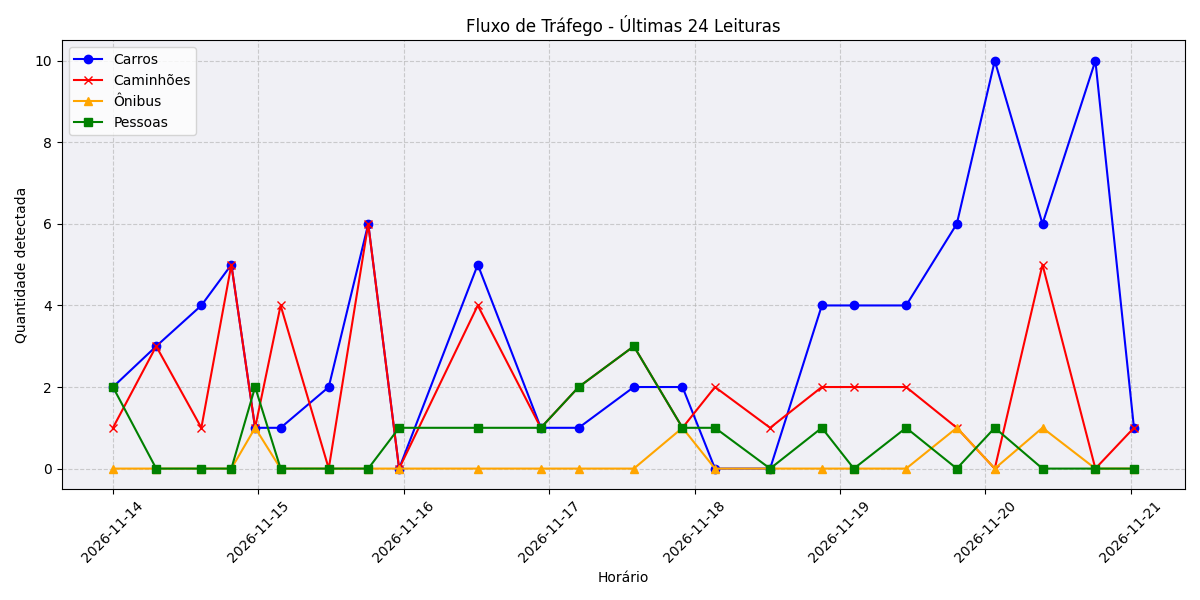 Fluxo de Tráfego - Últimas 24 Leituras
Carros
Caminhões
Ônibus
Pessoas
Quantidade detectada
10
8
6
4
2
0
2026-11-14
2026-11-15
2026-11-16
2026-11-17
2026-11-18
2026-11-19
2026-11-20
2026-11-21
Horário